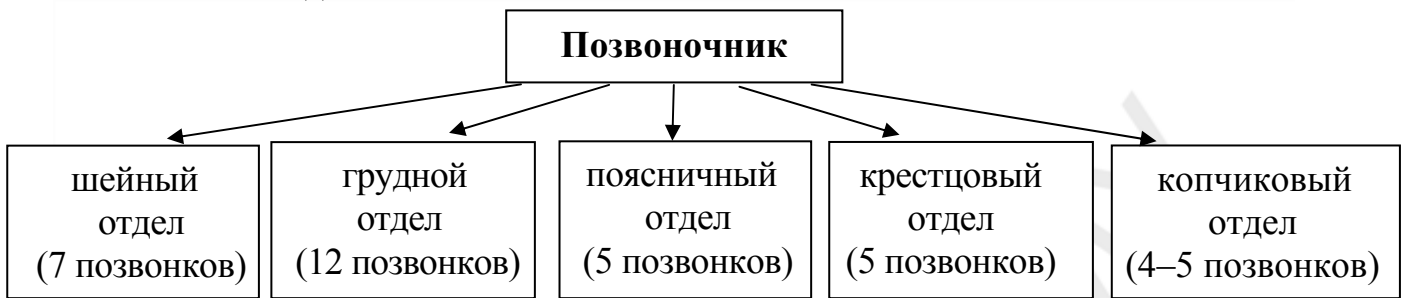 Позвоночник
шейный
отдел
(7 позвонков)
грудной
отдел
(12 позвонков)
поясничный
отдел
(5 позвонков)
крестцовый
отдел
(5 позвонков)
копчиковый
отдел
(4–5 позвонков)